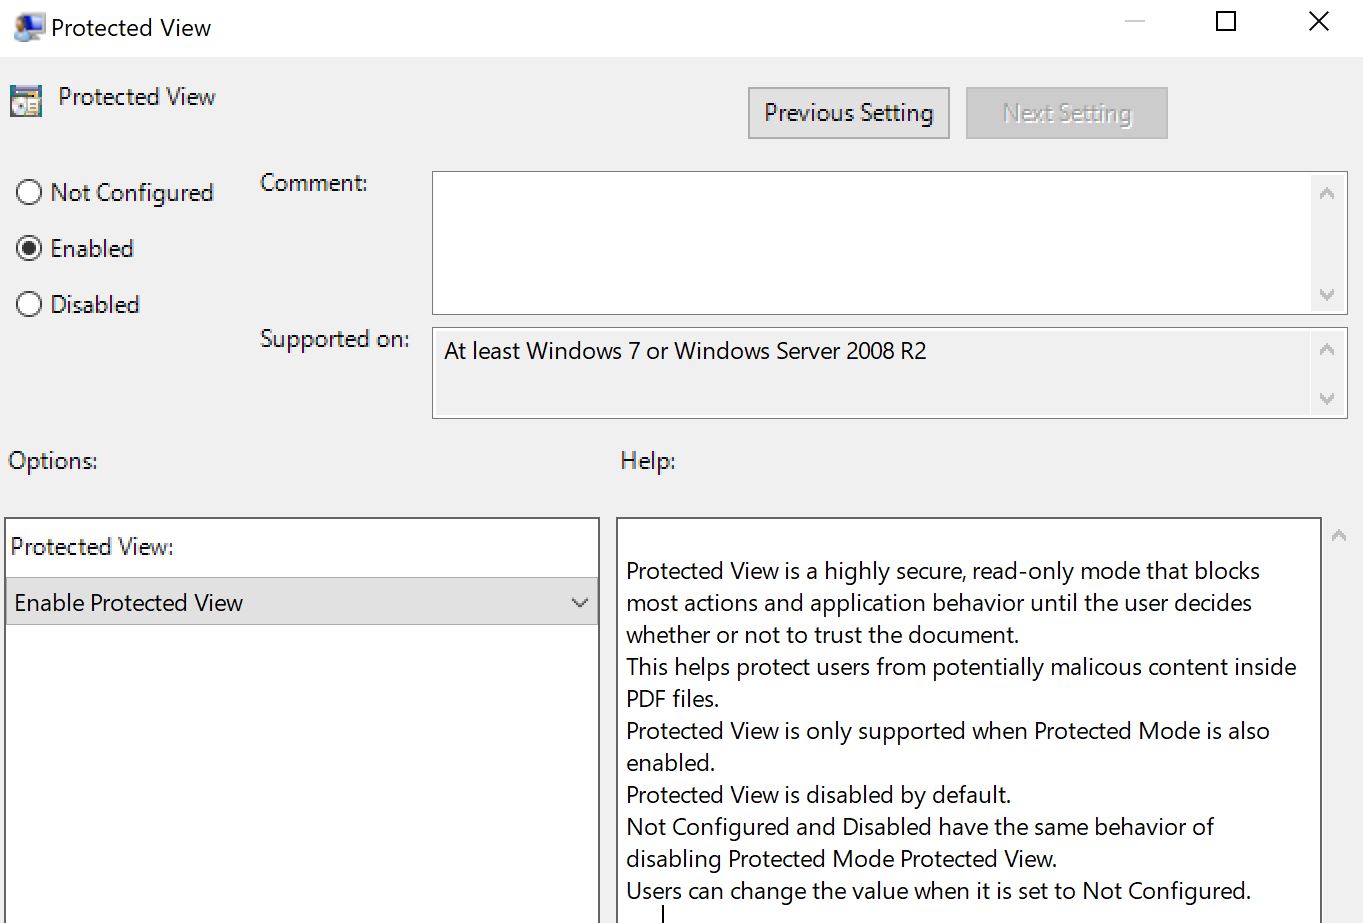 Protected View
Protected View
Previous Setting
Next Setting
Not Configured
Comment:
Enabled
Disabled
Supported on:
At least Windows 7 or Windows Server 2008 R2
Options:
Help:
Protected View:
Enable Protected View
Protected View is a highly secure, read-only mode that blocks
most actions and application behavior until the user decides
whether or not to trust the document.
This helps protect users from potentially malicous content inside
PDF files.
Protected View is only supported when Protected Mode is also
enabled.
Protected View is disabled by default.
Not Configured and Disabled have the same behavior of
disabling Protected Mode Protected View.
Users can change the value when it is set to Not Configured.